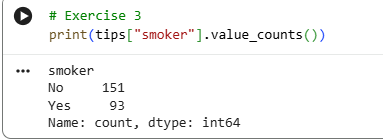 # Exercise 3
print(tips["smoker"].value_counts())
smoker
No     151
Yes     93
Name: count, dtype: int64